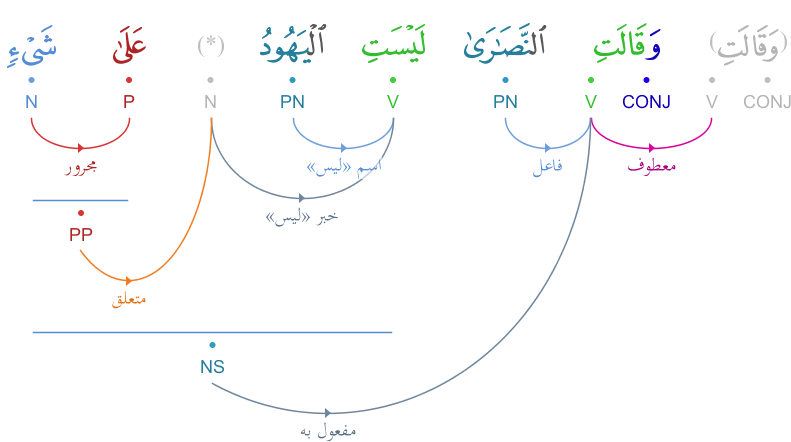 (وَقَالَتِ) وَقَالَتِ ٱلنَّصَـٰرَىٰ لَيْسَتِ ٱلْيَهُودُ (*) عَلَىٰ شَىْءٍ
CONJ V CONJ V PN V PN N P N
معطوف فاعل اسم «ليس» مجرور
خبر «ليس»
PP
متعلق
NS
مفعول به